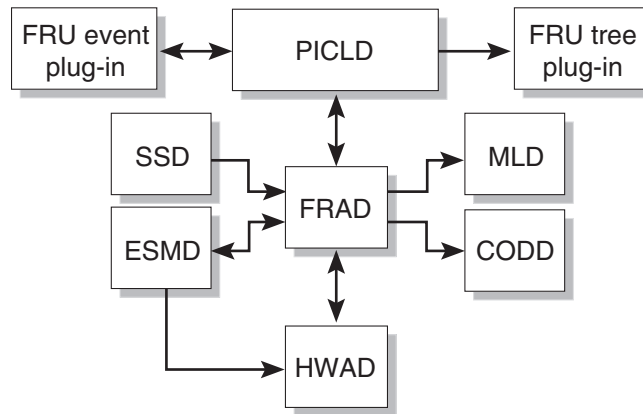 FRU event
plug-in
PICLD
FRU tree
plug-in
SSD
MLD
FRAD
ESMD
CODD
HWAD